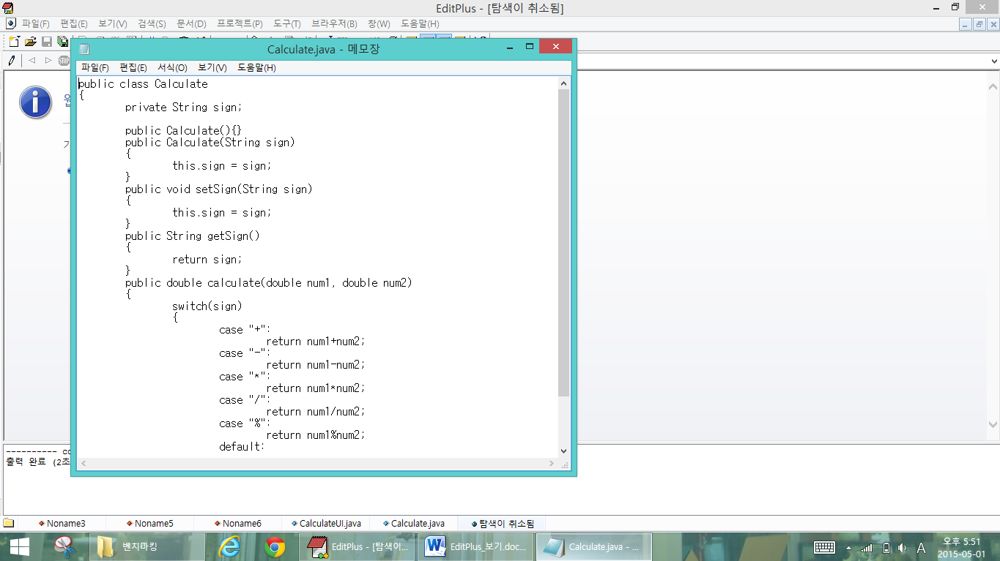 EditPlus - [탐색이 취소됨]
파일(F) 편집(E) 보기(V) 검색(S) 문서(D) 프로젝트(P) 도구(T) 브라우저(B) 창(W) 도움말(H)
Calculate.java - 메모장
파일(F) 편집(E) 서식(O) 보기(V) 도움말(H)
public class Calculate
{
private String sign;
public Calculate(){}
public Calculate(String sign)
{
this.sign = sign;
}
public void setSign(String sign)
{
this.sign = sign;
}
public String getSign()
{
return sign;
}
public double calculate(double num1, double num2)
{
switch(sign)
{
case "+":
return num1+num2;
case "-":
return num1-num2;
case "*":
return num1*num2;
case "/":
return num1/num2;
case "%":
return num1%num2;
default:
---------- co
출력 완료 (2초
Noname3 Noname5 Noname6 CalculateUI.java Calculate.java 탐색이 취소됨
벤치마킹 EditPlus - [탐색이... EditPlus_보기.doc... Calculate.java - ... A 오후 5:51
2015-05-01